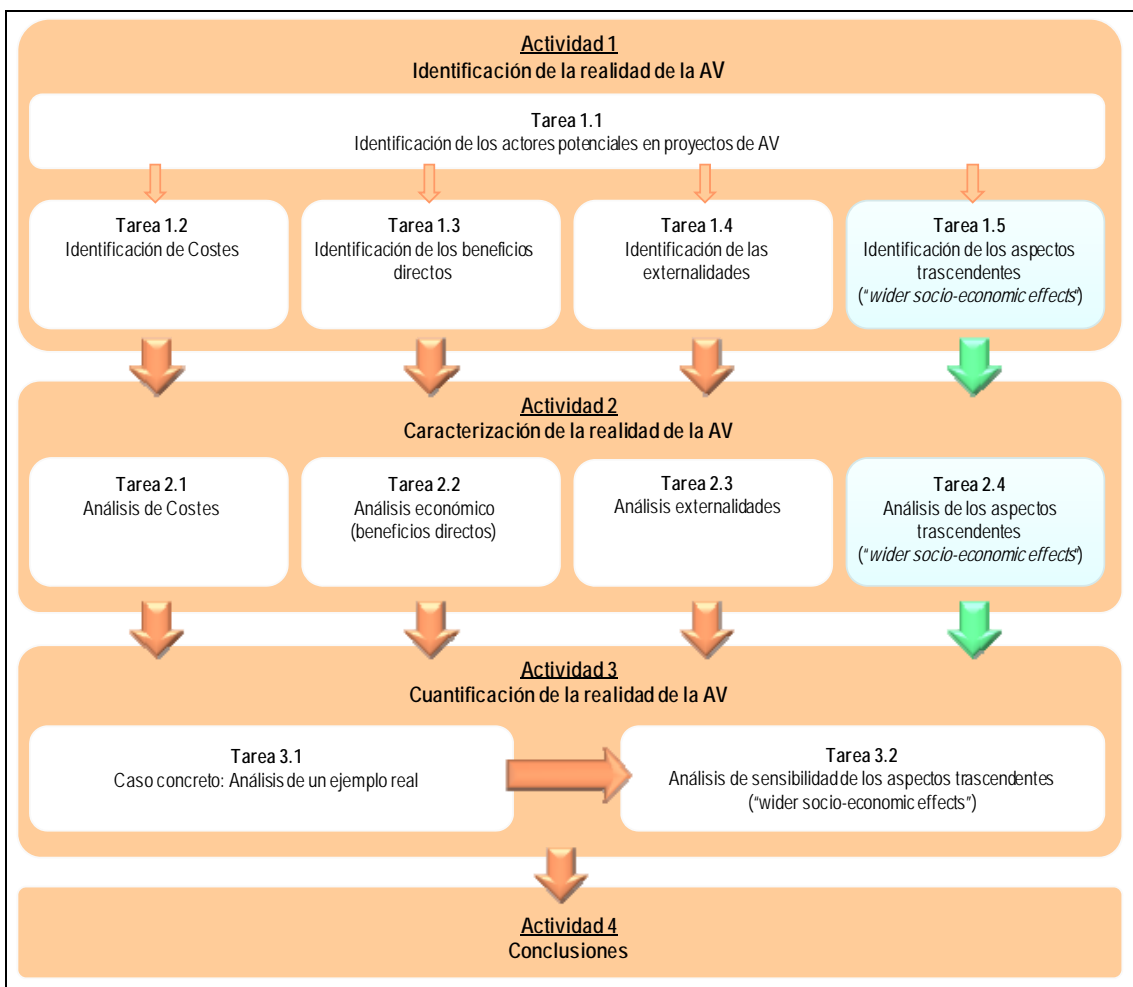 Actividad 1
Identificación de la realidad de la AV
Tarea 1.1
Identificación de los actores potenciales en proyectos de AV
Tarea 1.2
Identificación de Costes
Tarea 1.3
Identificación de los beneficios
directos
Tarea 1.4
Identificación de las
externalidades
Tarea 1.5
Identificación de los aspectos
trascendentes
("wider socio-economic effects")
Actividad 2
Caracterización de la realidad de la AV
Tarea 2.1
Análisis de Costes
Tarea 2.2
Análisis económico
(beneficios directos)
Tarea 2.3
Análisis externalidades
Tarea 2.4
Análisis de los aspectos
trascendentes
("wider socio-economic effects")
Actividad 3
Cuantificación de la realidad de la AV
Tarea 3.1
Caso concreto: Análisis de un ejemplo real
Tarea 3.2
Análisis de sensibilidad de los aspectos trascendentes
("wider socio-economic effects")
Actividad 4
Conclusiones